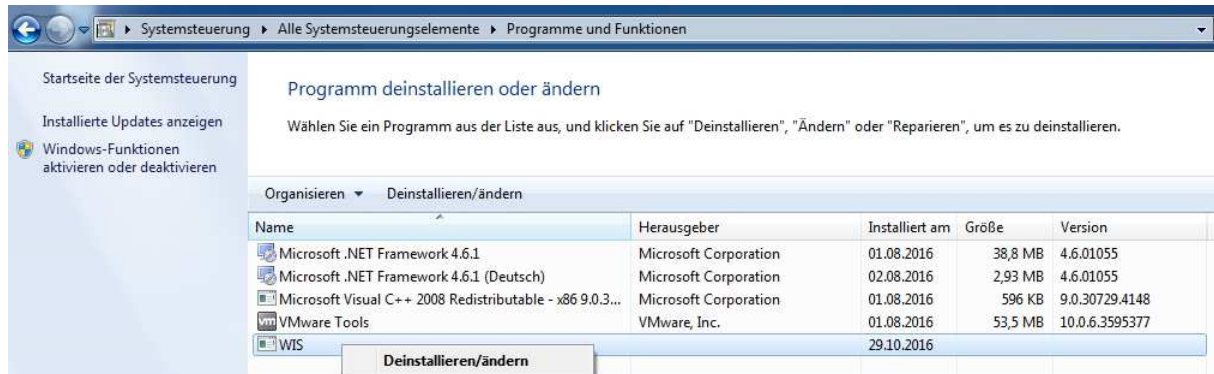 Systemsteuerung ▸ Alle Systemsteuerungselemente ▸ Programme und Funktionen
Startseite der Systemsteuerung
Installierte Updates anzeigen
Windows-Funktionen
aktivieren oder deaktivieren
Programm deinstallieren oder ändern
Wählen Sie ein Programm aus der Liste aus, und klicken Sie auf "Deinstallieren", "Ändern" oder "Reparieren", um es zu deinstallieren.
Organisieren Deinstallieren/ändern
Name Herausgeber Installiert am Größe Version
Microsoft .NET Framework 4.6.1 Microsoft Corporation 01.08.2016 38,8 MB 4.6.01055
Microsoft .NET Framework 4.6.1 (Deutsch) Microsoft Corporation 02.08.2016 2,93 MB 4.6.01055
Microsoft Visual C++ 2008 Redistributable - x86 9.0.3... Microsoft Corporation 01.08.2016 596 KB 9.0.30729.4148
vm VMware Tools VMware, Inc. 01.08.2016 53,5 MB 10.0.6.3595377
WIS 29.10.2016
Deinstallieren/ändern